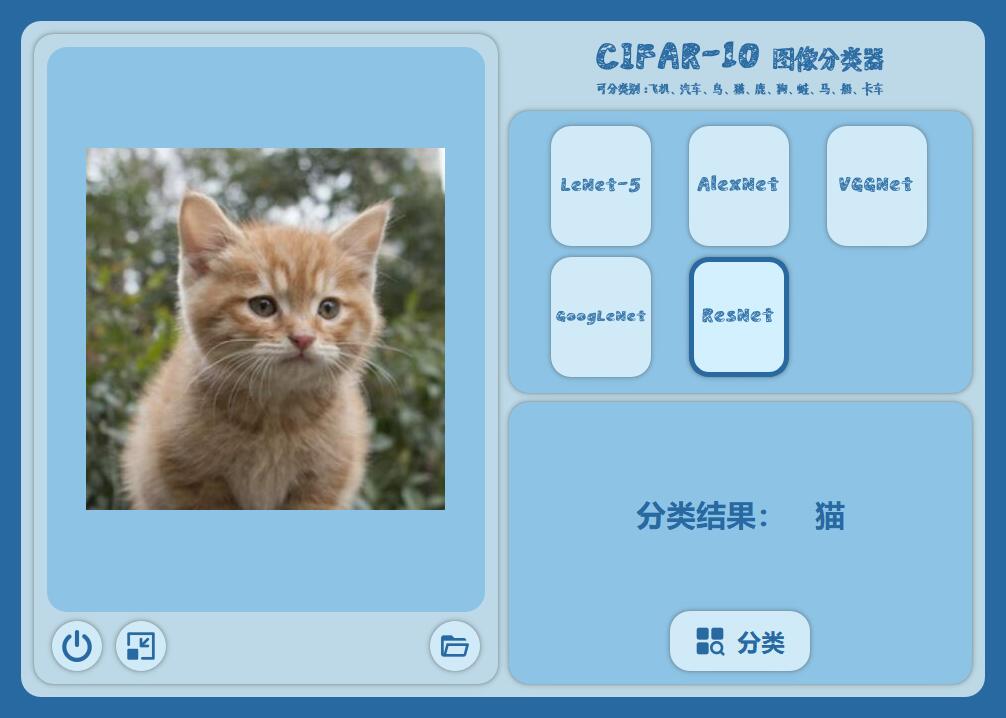 CIFAR-10 图像分类器
可分类别:飞机、汽车、鸟、猫、鹿、狗、蛙、马、船、卡车
LeNet-5
AlexNet
VGGNet
GoogLeNet
ResNet
分类结果： 猫
分类